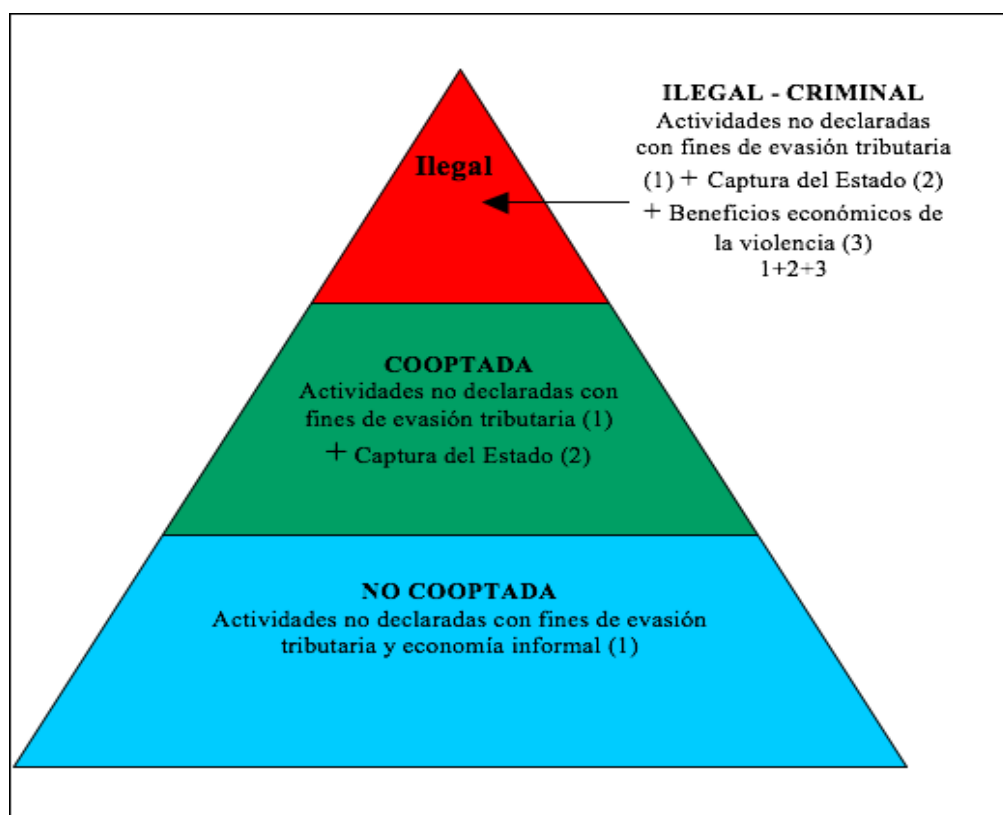 Ilegal
ILEGAL - CRIMINAL
Actividades no declaradas
con fines de evasión tributaria
(1) + Captura del Estado (2)
+ Beneficios económicos de
la violencia (3)
1+2+3
COOPTADA
Actividades no declaradas con
fines de evasión tributaria (1)
+ Captura del Estado (2)
NO COOPTADA
Actividades no declaradas con fines de evasión
tributaria y economía informal (1)